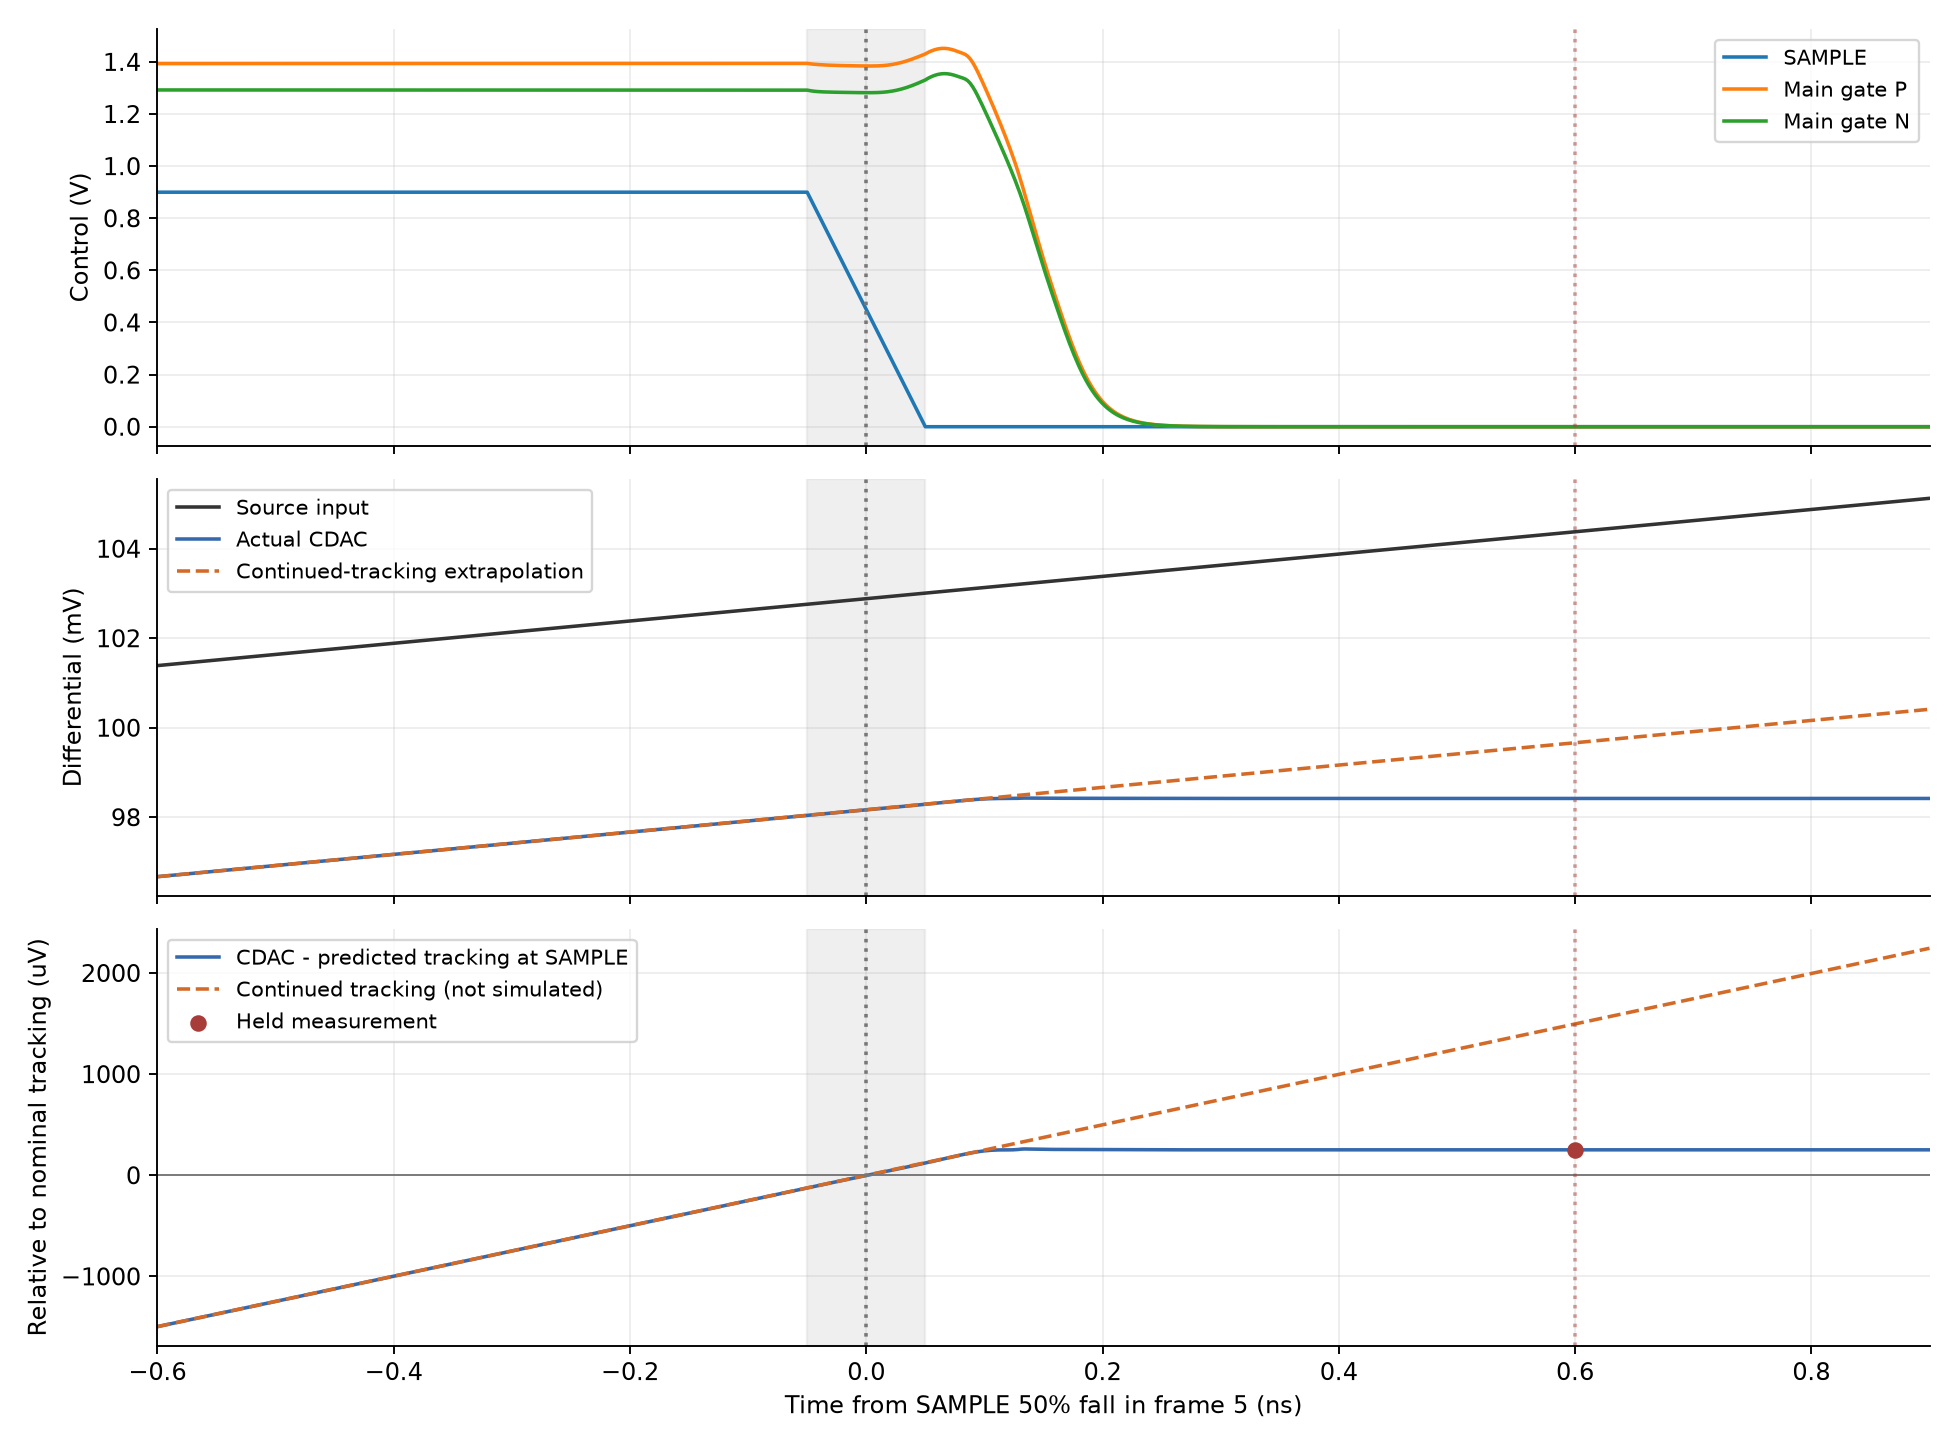 Control (V)
1.4
1.2
1.0
0.8
0.6
0.4
0.2
0.0
SAMPLE
Main gate P
Main gate N
Differential (mV)
104
102
100
98
Source input
Actual CDAC
Continued-tracking extrapolation
Relative to nominal tracking (uV)
2000
1000
0
−1000
CDAC - predicted tracking at SAMPLE
Continued tracking (not simulated)
Held measurement
−0.6 −0.4 −0.2 0.0 0.2 0.4 0.6 0.8
Time from SAMPLE 50% fall in frame 5 (ns)